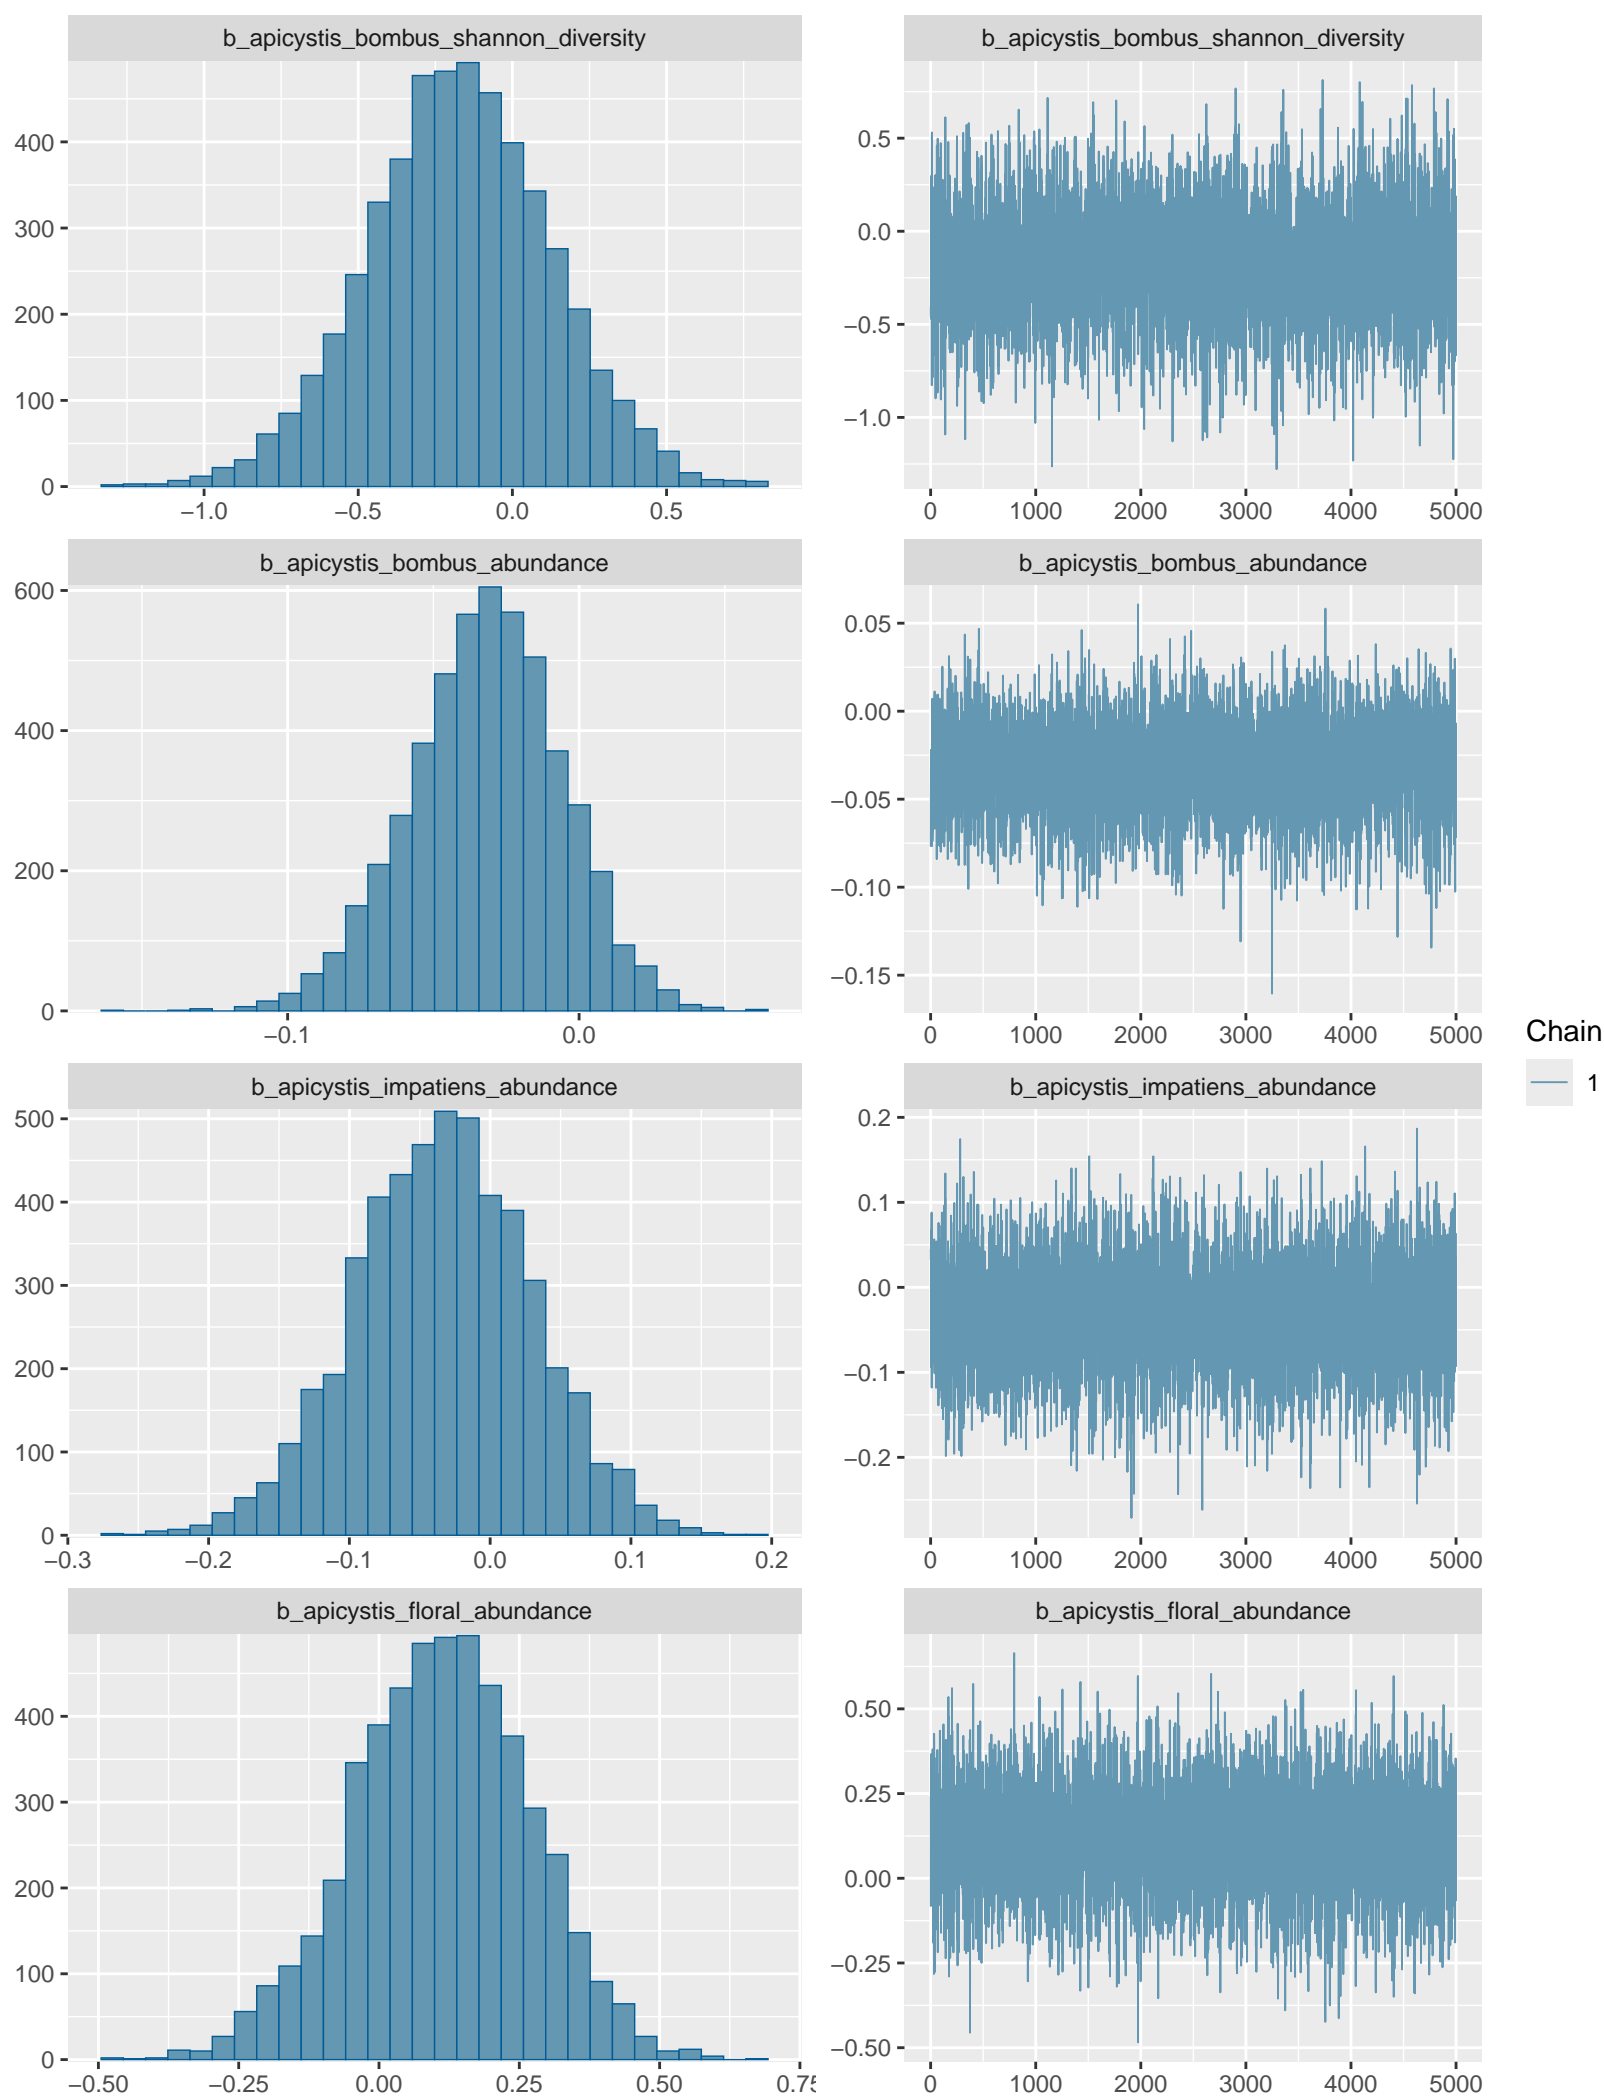 b_apicystis_bombus_shannon_diversity
400
300
200
100
0
−1.0 −0.5 0.0 0.5
b_apicystis_bombus_shannon_diversity
0.5
0.0
−0.5
−1.0
0 1000 2000 3000 4000 5000
b_apicystis_bombus_abundance
600
400
200
0
−0.1 0.0
b_apicystis_bombus_abundance
0.05
0.00
−0.05
−0.10
−0.15
0 1000 2000 3000 4000 5000
b_apicystis_impatiens_abundance
500
400
300
200
100
0
−0.3 −0.2 −0.1 0.0 0.1 0.2
b_apicystis_impatiens_abundance
0.2
0.1
0.0
−0.1
−0.2
0 1000 2000 3000 4000 5000
b_apicystis_floral_abundance
400
300
200
100
0
−0.50 −0.25 0.00 0.25 0.50
b_apicystis_floral_abundance
0.50
0.25
0.00
−0.25
−0.50
0 1000 2000 3000 4000 5000
Chain
1